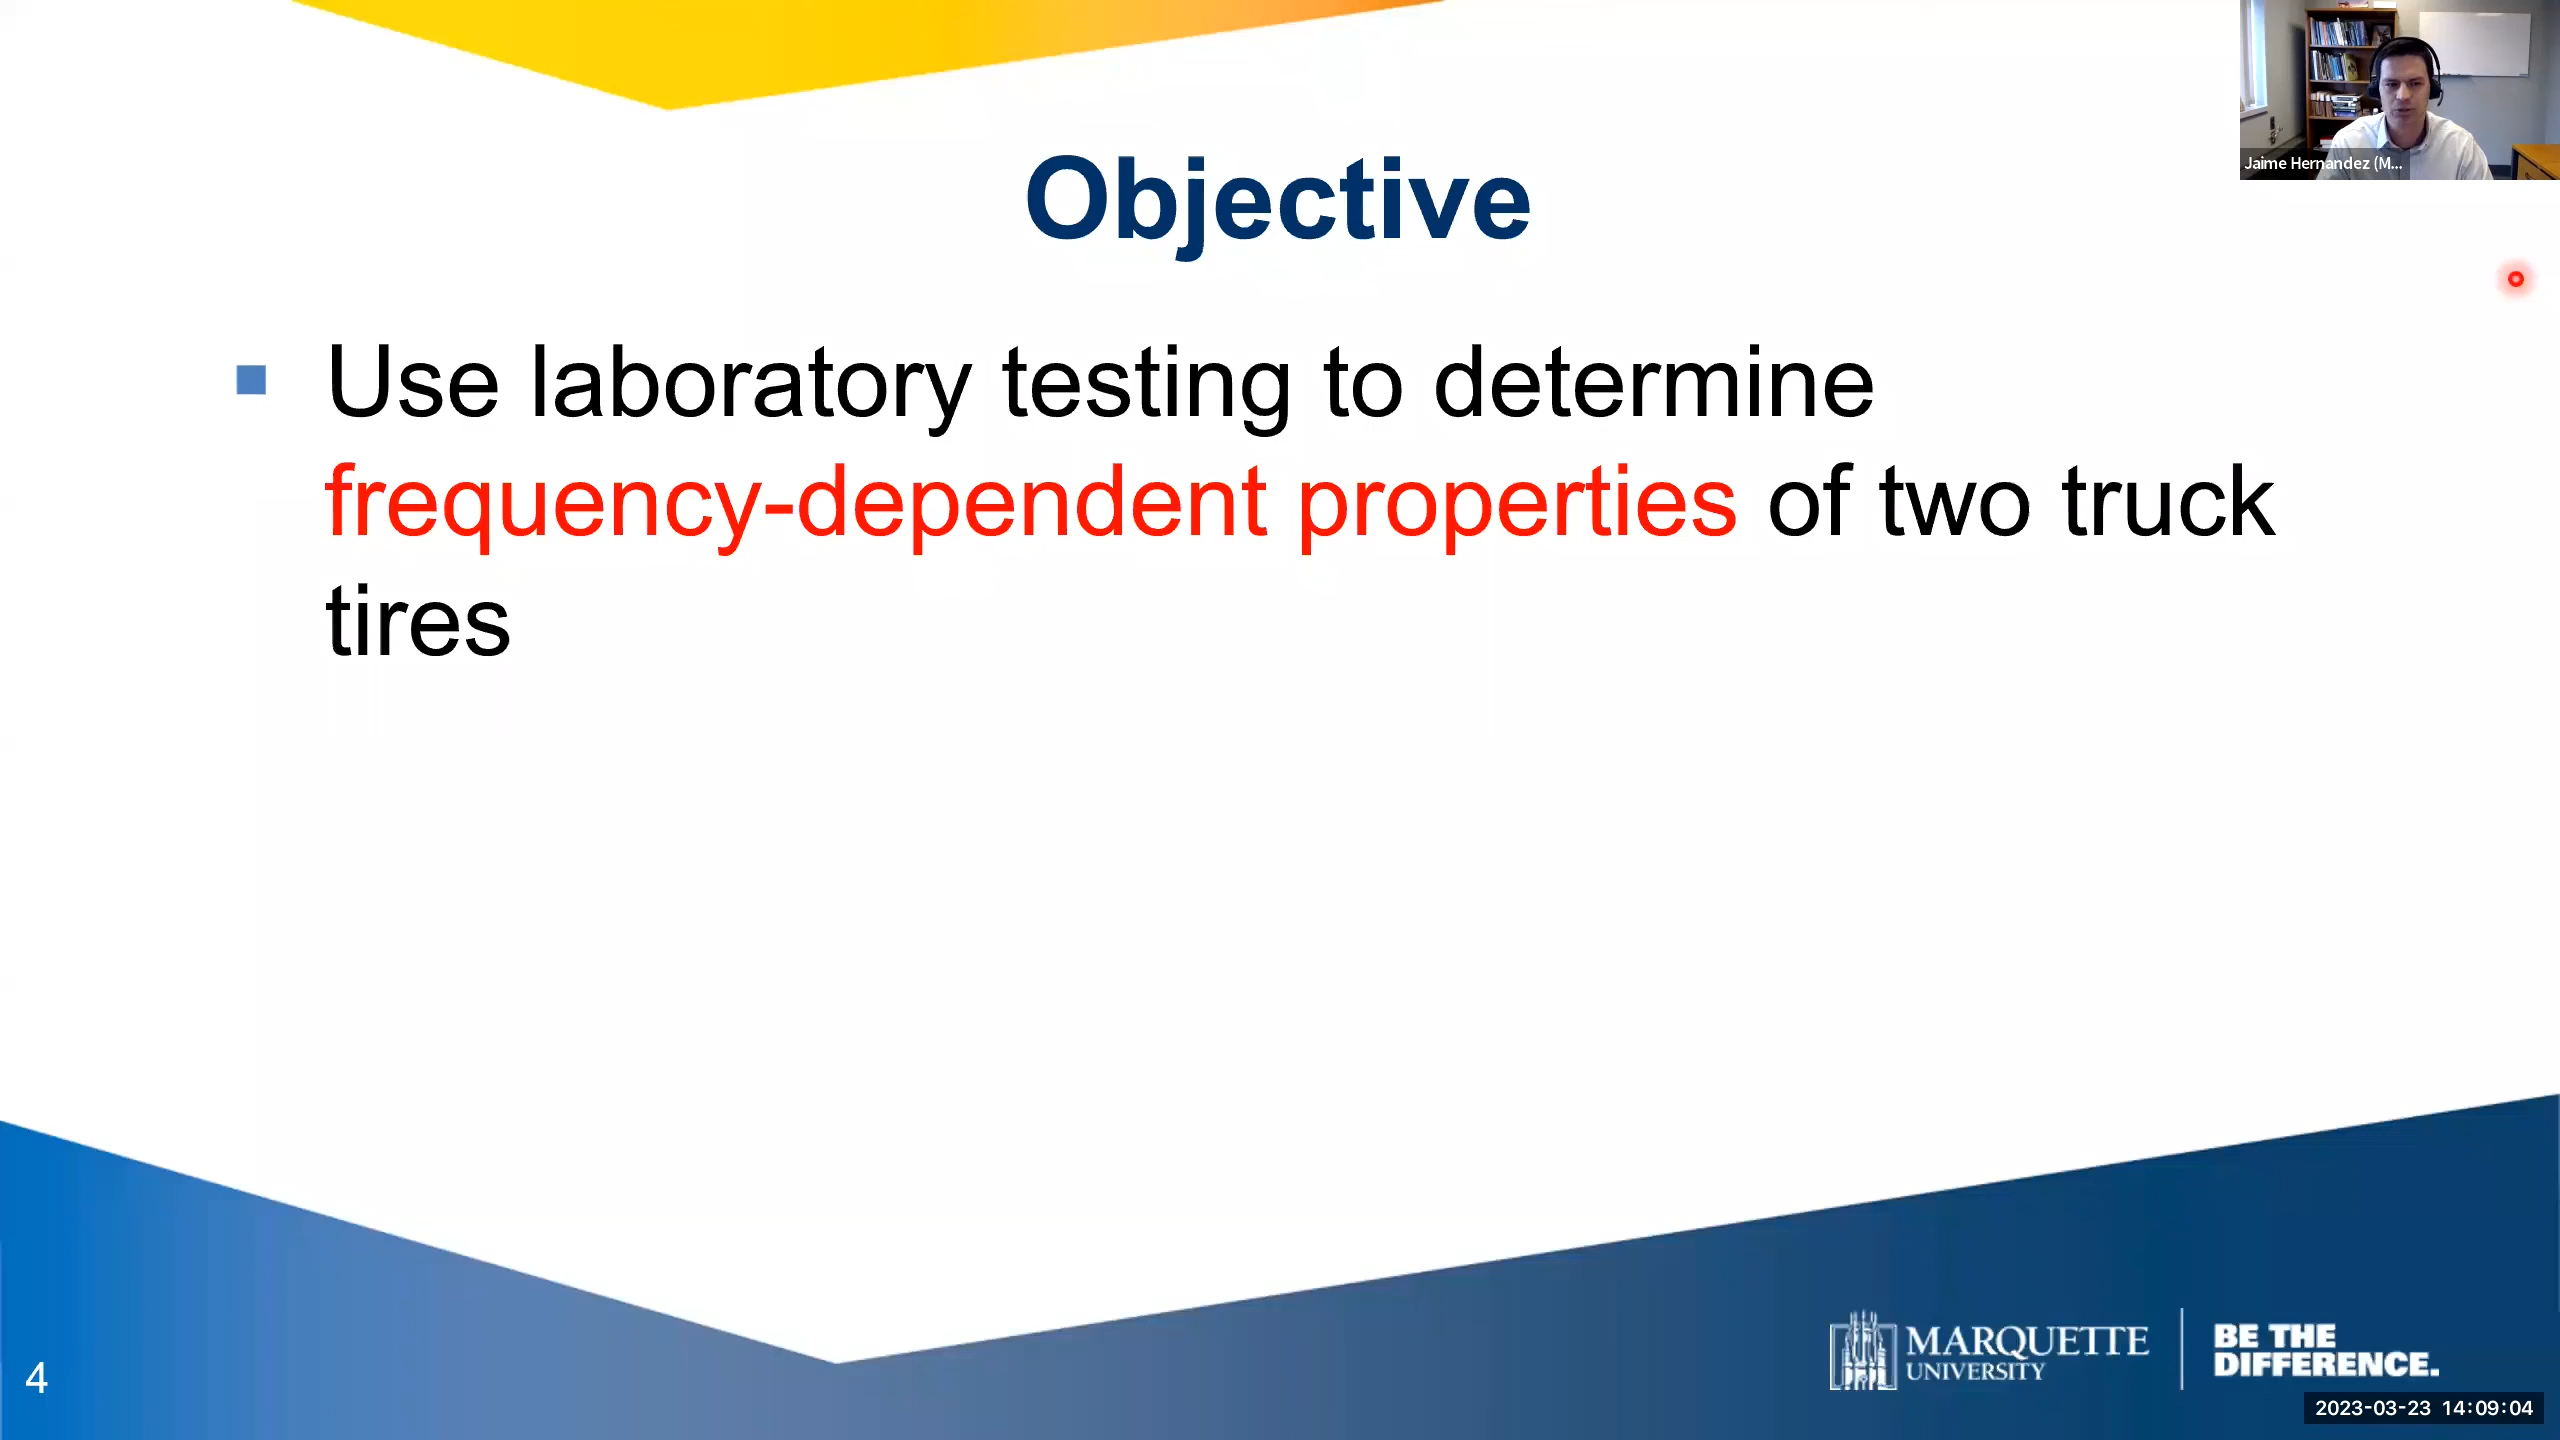 Objective
Jaime Hernandez (M...
Use laboratory testing to determine
frequency-dependent properties of two truck
tires
4
MARQUETTE
UNIVERSITY
BE THE
DIFFERENCE.
2023-03-23 14:09:04